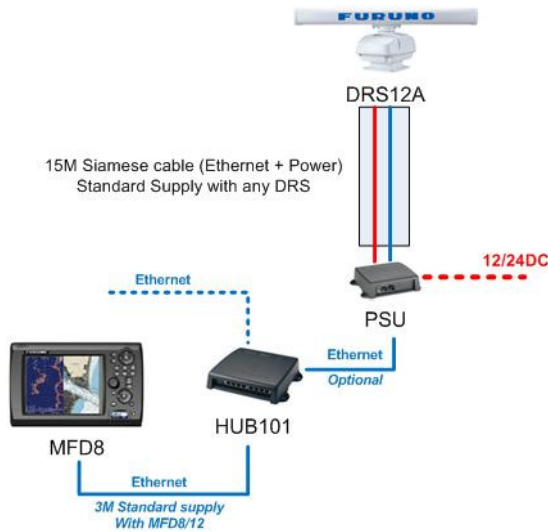 FURUNO
DRS12A
15M Siamese cable (Ethernet + Power)
Standard Supply with any DRS
12/24DC
Ethernet
PSU
Ethernet
Optional
HUB101
MFD8
Ethernet
3M Standard supply
With MFD8/12